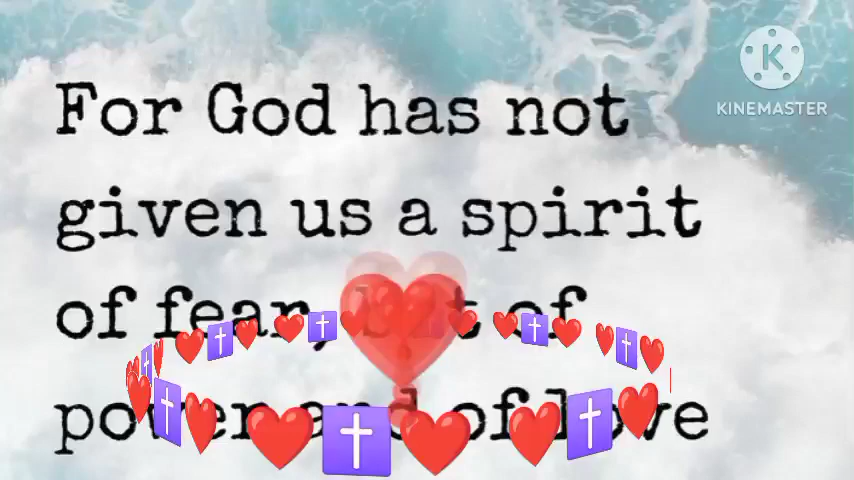 For God has not
given us a spirit
of fear, but of
power and of love
KINEMASTER